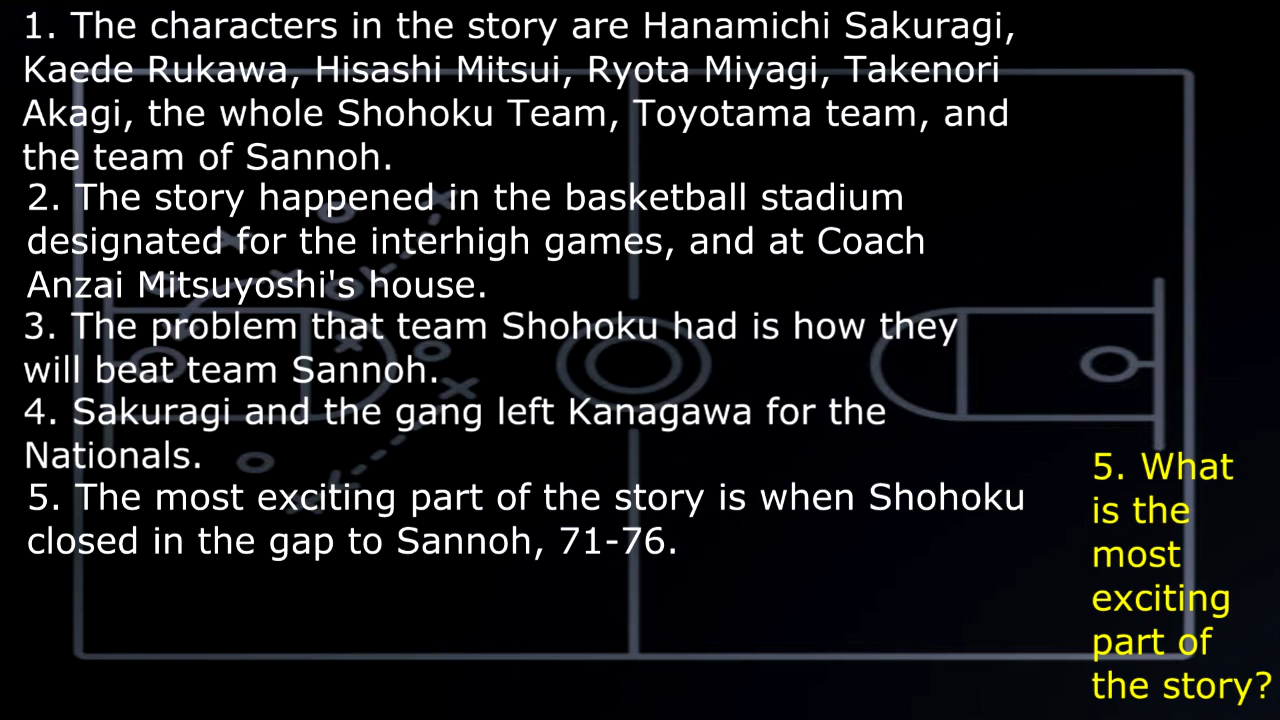 1. The characters in the story are Hanamichi Sakuragi,
Kaede Rukawa, Hisashi Mitsui, Ryota Miyagi, Takenori
Akagi, the whole Shohoku Team, Toyotama team, and
the team of Sannoh.
2. The story happened in the basketball stadium
designated for the interhigh games, and at Coach
Anzai Mitsuyoshi's house.
3. The problem that team Shohoku had is how they
will beat team Sannoh.
4. Sakuragi and the gang left Kanagawa for the
Nationals.
5. The most exciting part of the story is when Shohoku
closed in the gap to Sannoh, 71-76.
5. What
is the
most
exciting
part of
the story?